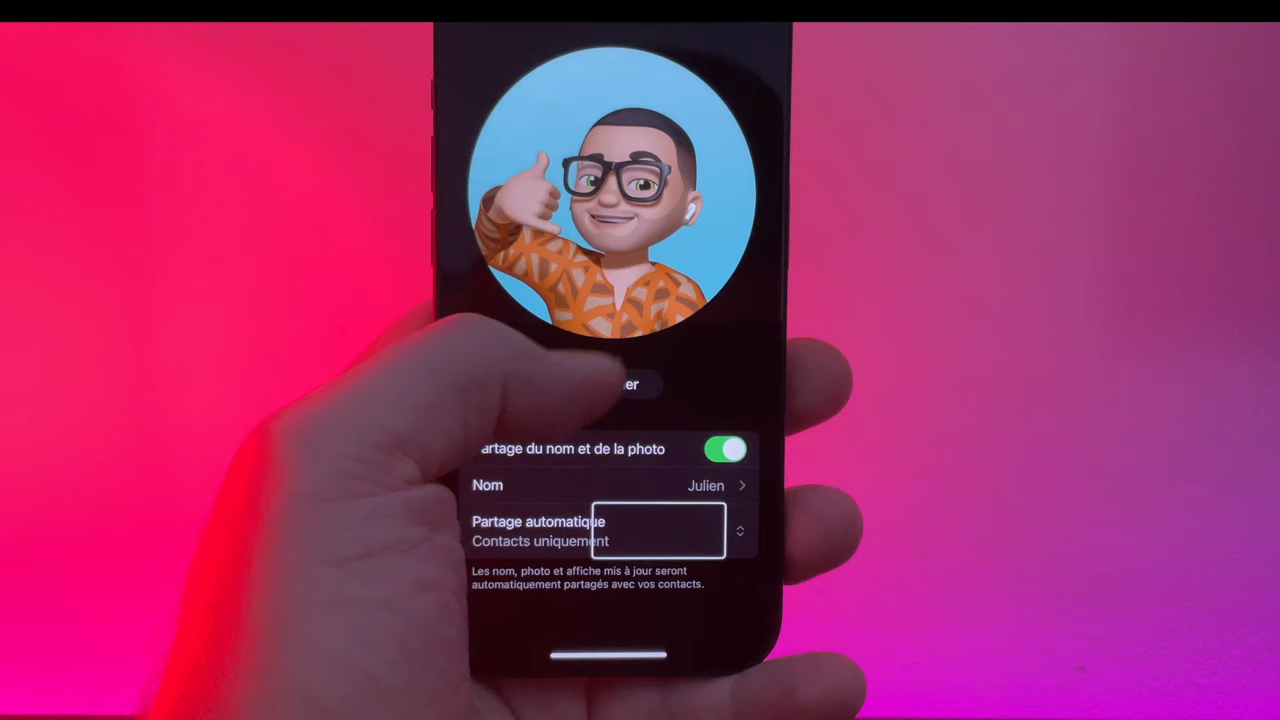 artage du nom et de la photo
Nom Julien
Partage automatique
Contacts uniquement
Les nom, photo et affiche mis à jour seront
automatiquement partagés avec vos contacts.